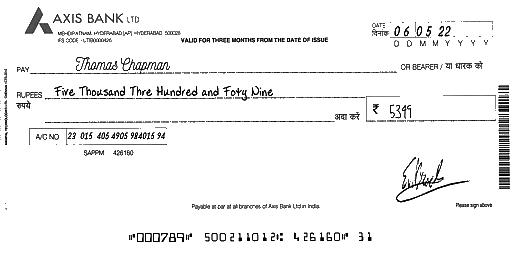 AXIS BANK LTD
MEHDIPATNAM, HYDERABAD [AP] HYDERABAD 500028
IFS CODE - UTIB0000426
VALID FOR THREE MONTHS FROM THE DATE OF ISSUE
DATE
दिनांक 06 05 22
D D M M Y Y Y Y
PAY Thomas Chapman OR BEARER / या धारक को
RUPEES Five Thousand Thre Hundred and Foty Nine
रुपये अदा करें ₹ 5349
A/C NO 23 015 405 4905 984015 94
SAPPM 426160
Payable at par at all branches of Axis Bank Ltd in India.
Please sign above
⑈000789⑈ 500211012⑆ 426160⑈ 31